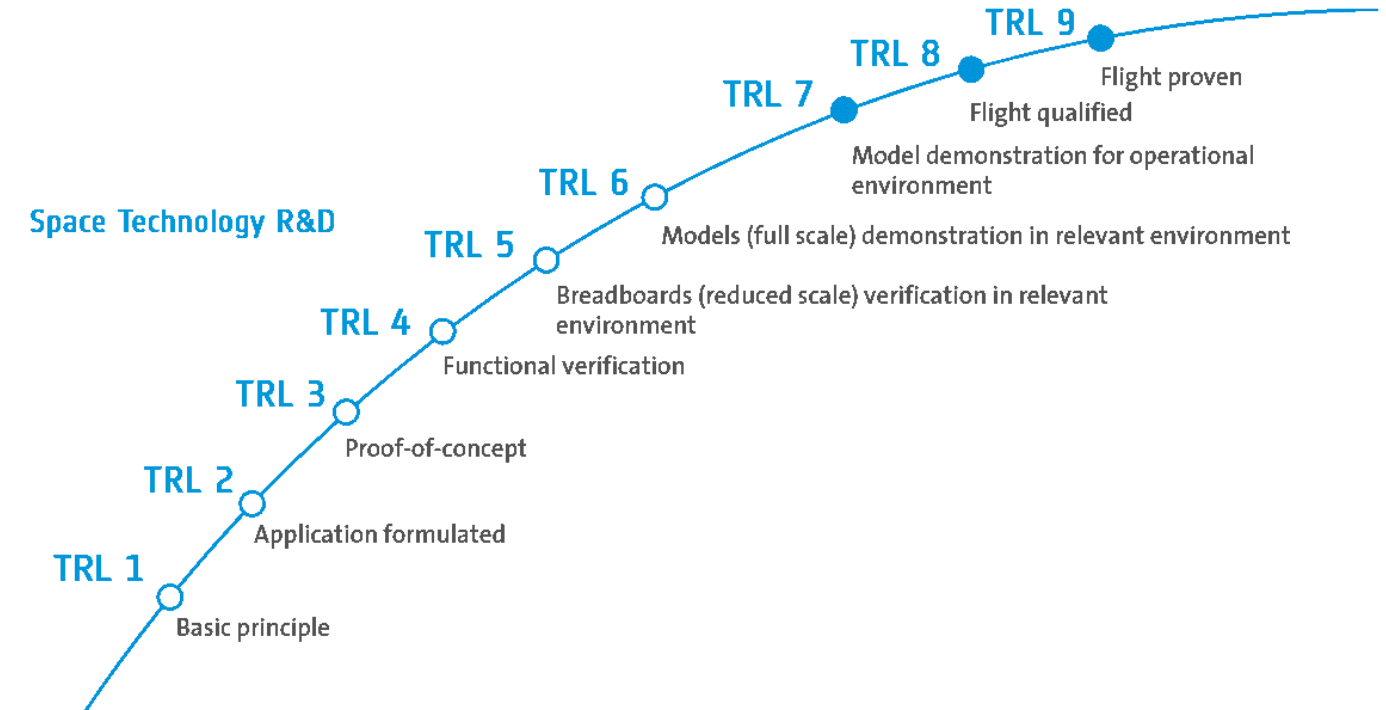 TRL 9
Flight proven
TRL 8
Flight qualified
TRL 7
Model demonstration for operational
environment
TRL 6
Models (full scale) demonstration in relevant environment
Space Technology R&D
TRL 5
Breadboards (reduced scale) verification in relevant
environment
TRL 4
Functional verification
TRL 3
Proof-of-concept
TRL 2
Application formulated
TRL 1
Basic principle